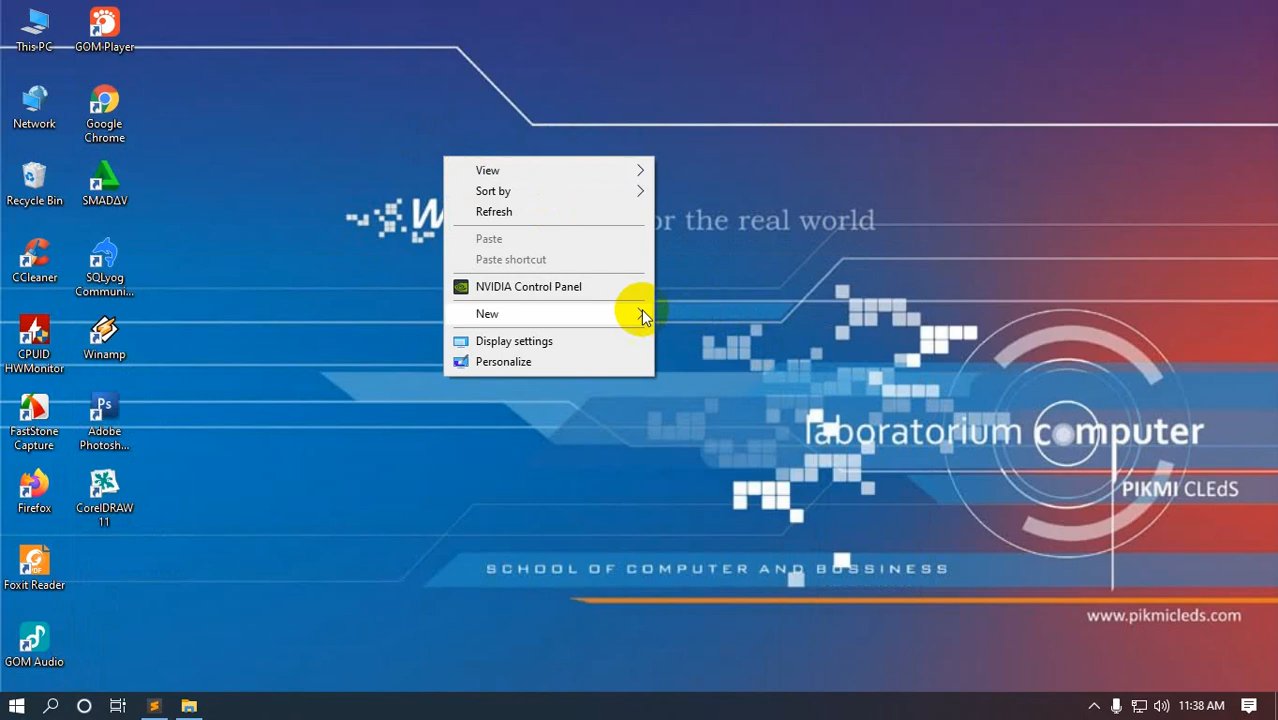 This PC
GOM Player
Network
Google
Chrome
Recycle Bin
SMADΔV
CCleaner
SQLyog
Communi...
CPUID
HWMonitor
Winamp
FastStone
Capture
Adobe
Photosh...
Firefox
CorelDRAW
11
Foxit Reader
GOM Audio
View
Sort by
Refresh
Paste
Paste shortcut
NVIDIA Control Panel
New
Display settings
Personalize
W
for the real world
laboratorium computer
PIKMI CLEdS
SCHOOL OF COMPUTER AND BOSSINESS
www.pikmicleds.com
11:38 AM